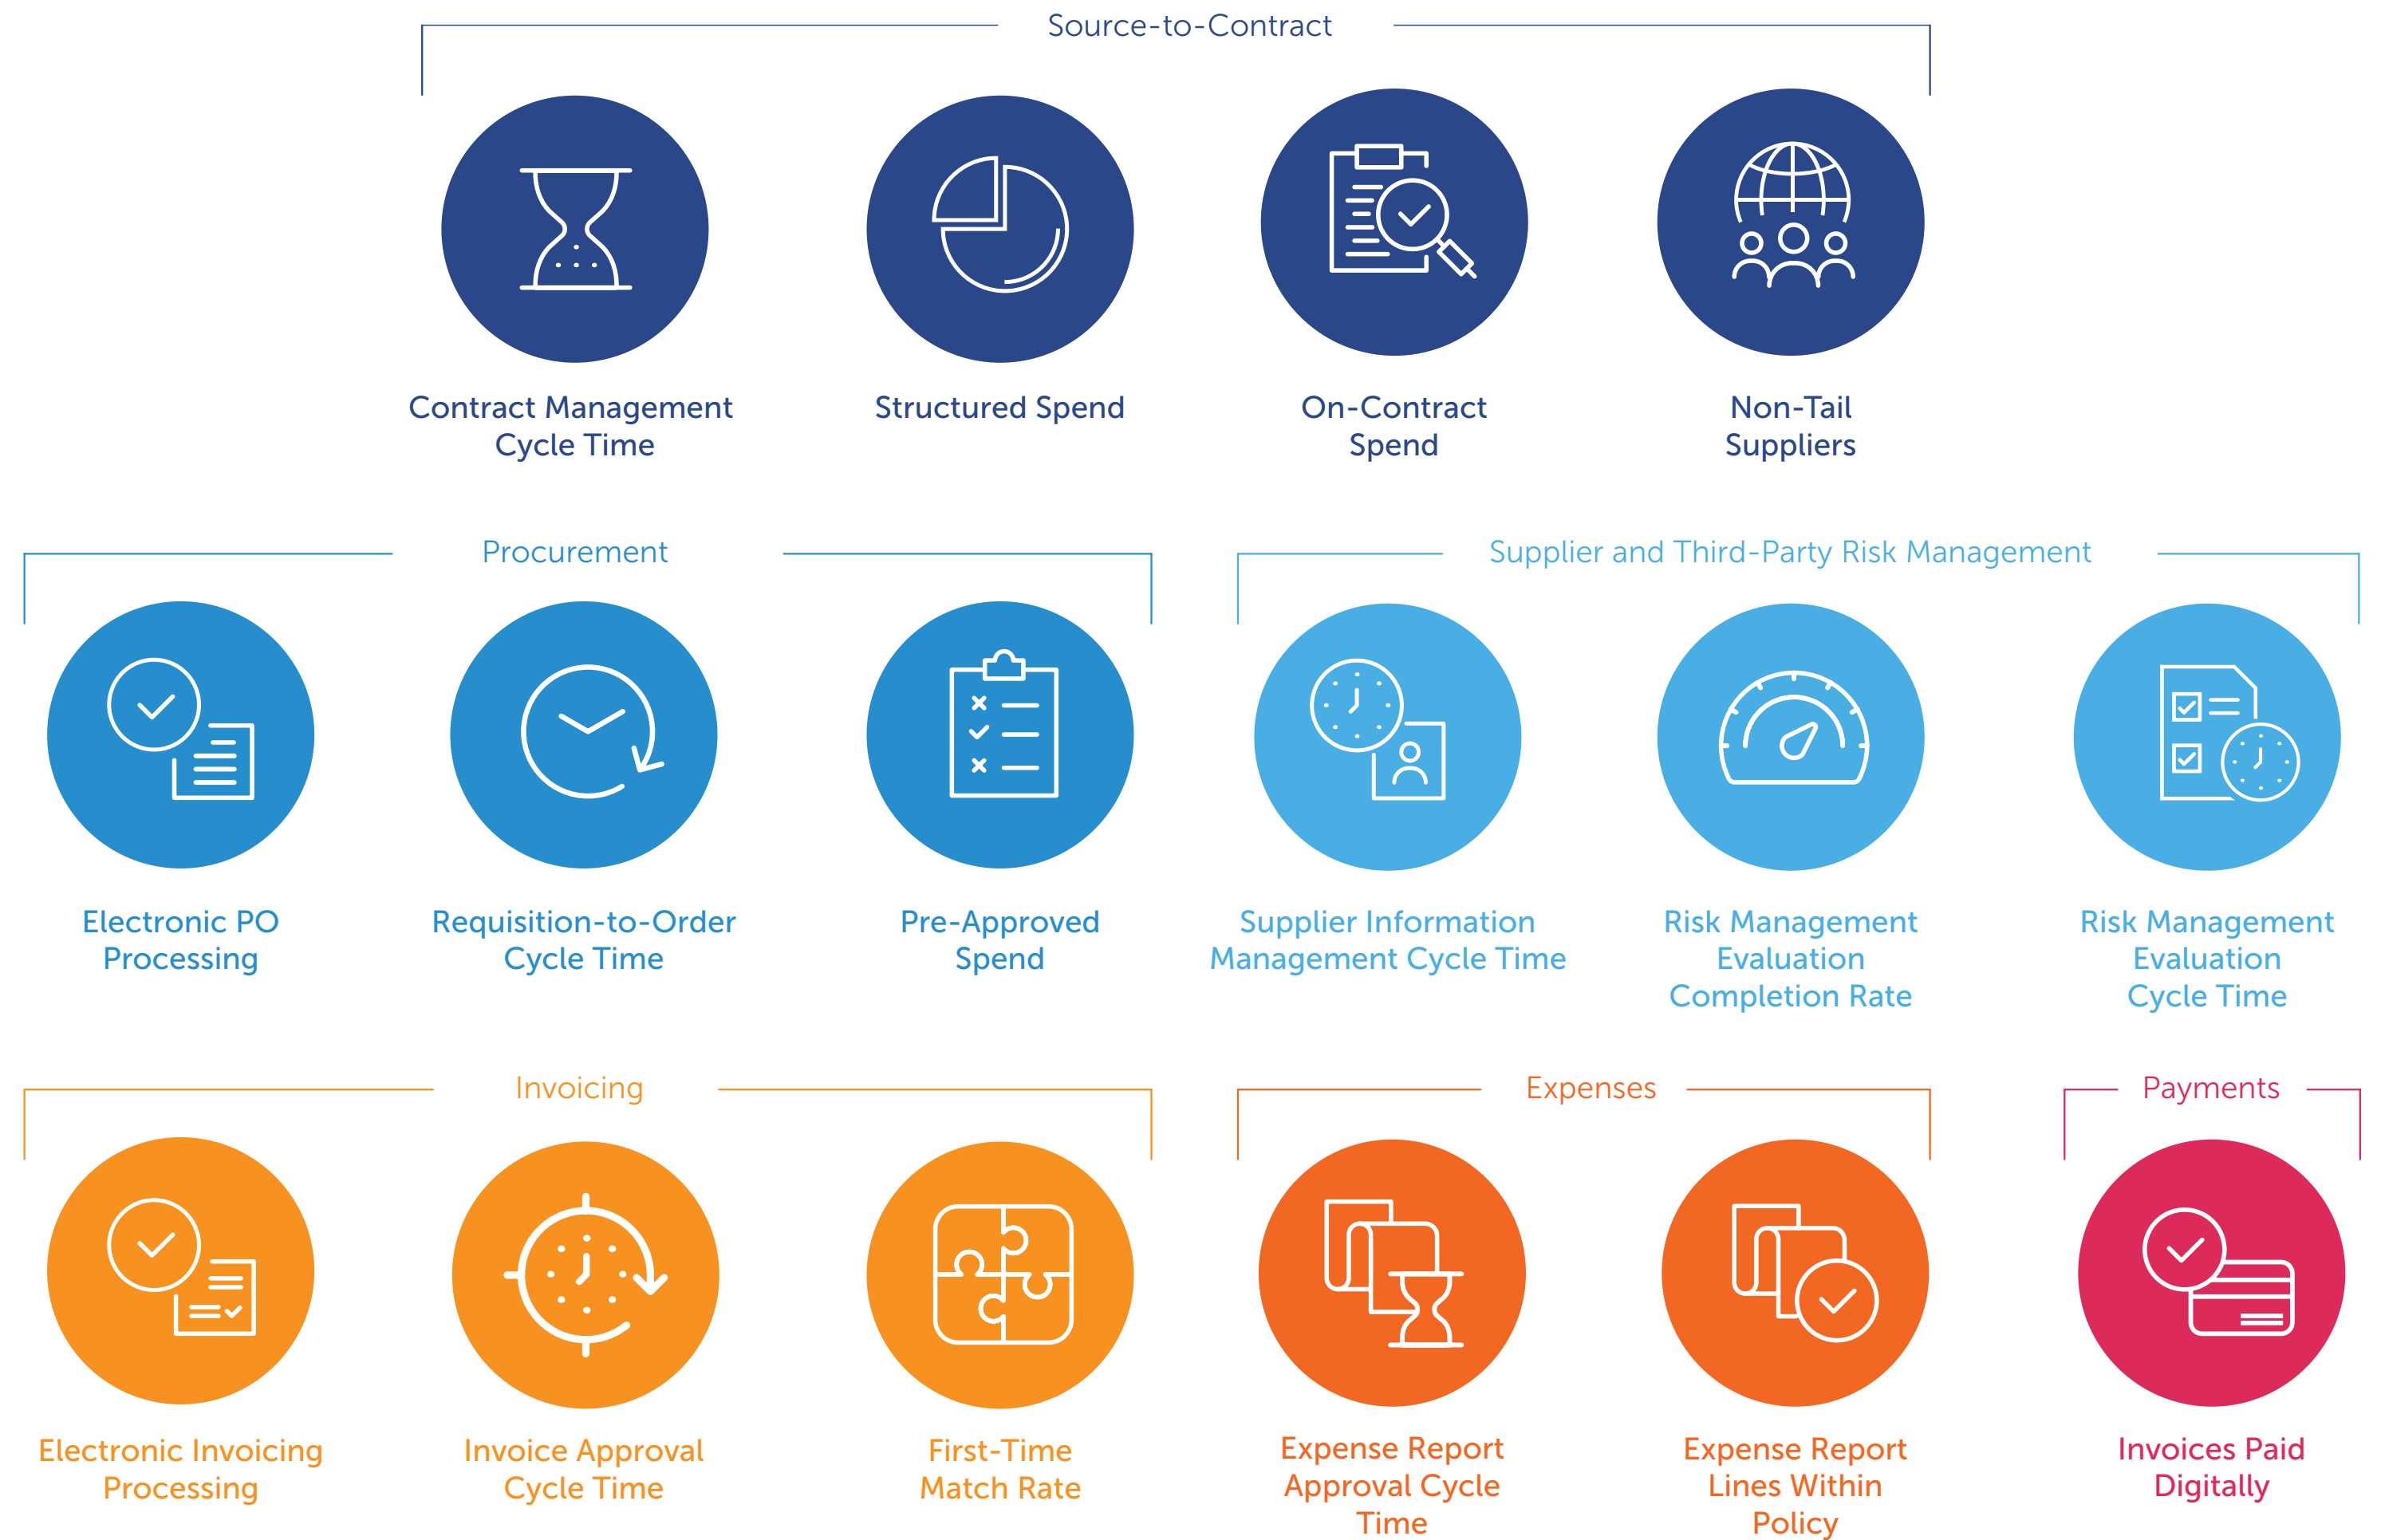 Source-to-Contract
Contract Management
Cycle Time
Structured Spend
On-Contract
Spend
Non-Tail
Suppliers
Procurement
Electronic PO
Processing
Requisition-to-Order
Cycle Time
Pre-Approved
Spend
Supplier and Third-Party Risk Management
Supplier Information
Management Cycle Time
Risk Management
Evaluation
Completion Rate
Risk Management
Evaluation
Cycle Time
Invoicing
Electronic Invoicing
Processing
Invoice Approval
Cycle Time
First-Time
Match Rate
Expenses
Expense Report
Approval Cycle
Time
Expense Report
Lines Within
Policy
Payments
Invoices Paid
Digitally